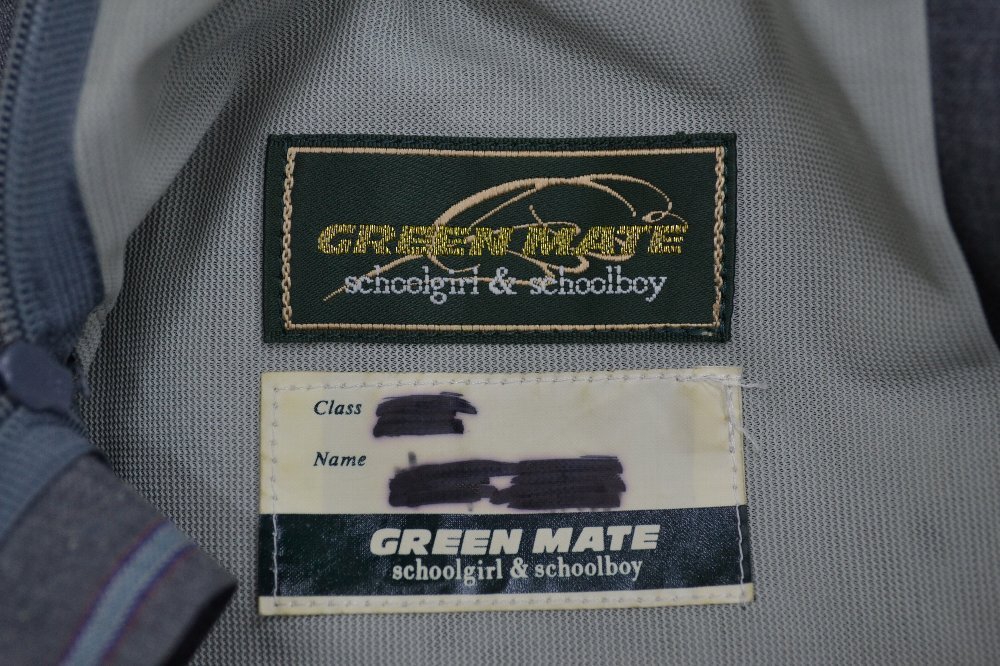 GREEN MATE
schoolgirl & schoolboy
Class
Name
GREEN MATE
schoolgirl & schoolboy